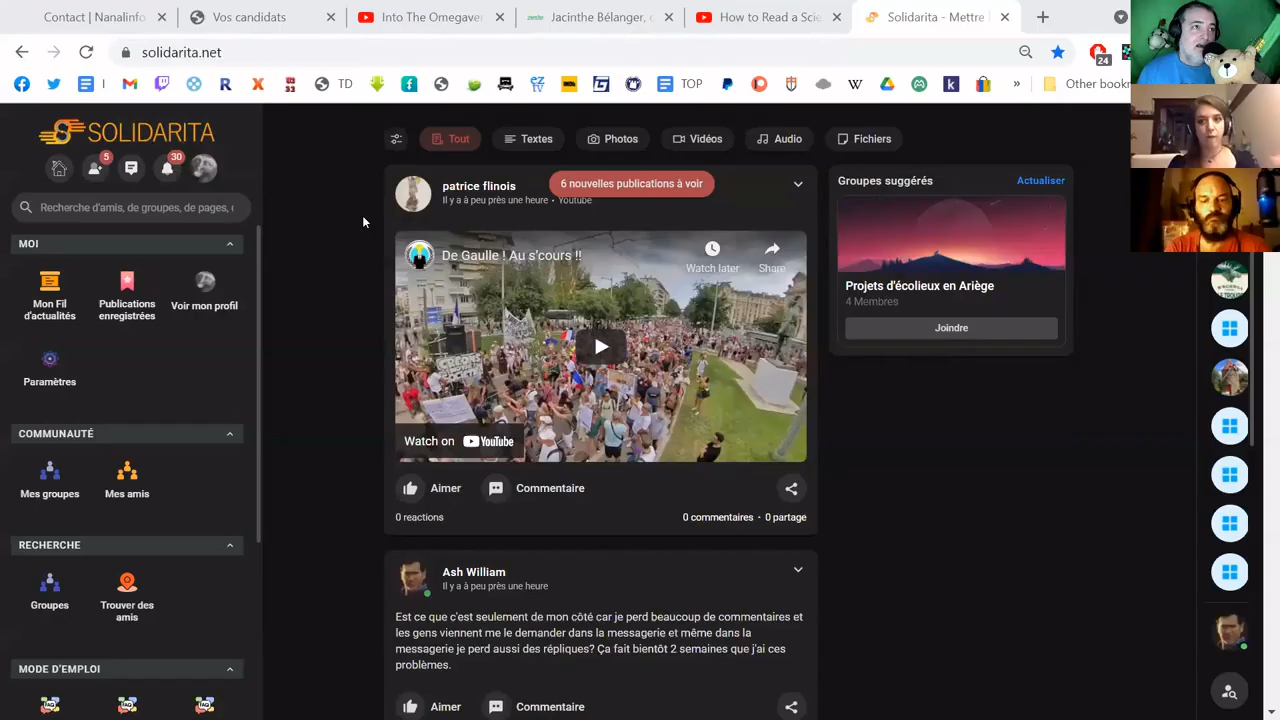 Contact | Nanalinfo
Vos candidats
Into The Omegaver
Jacinthe Bélanger, c
How to Read a Scie
Solidarita - Mettre l
solidarita.net
24
TD
TOP
W
k
»
Other bookm
SOLIDARITA
5
30
Recherche d'amis, de groupes, de pages, (
MOI
Mon Fil
d'actualités
Publications
enregistrées
Voir mon profil
Paramètres
COMMUNAUTÉ
Mes groupes
Mes amis
RECHERCHE
Groupes
Trouver des
amis
MODE D'EMPLOI
FAQ
FAQ
FAQ
Tout
Textes
Photos
Vidéos
Audio
Fichiers
patrice flinois
Il y a à peu près une heure • Youtube
6 nouvelles publications à voir
De Gaulle ! Au s'cours !!
Watch later
Share
Watch on YouTube
Aimer
Commentaire
0 reactions
0 commentaires • 0 partage
Ash William
Il y a à peu près une heure
Est ce que c'est seulement de mon côté car je perd beaucoup de commentaires et
les gens viennent me le demander dans la messagerie et même dans la
messagerie je perd aussi des répliques? Ça fait bientôt 2 semaines que j'ai ces
problèmes.
Aimer
Commentaire
Groupes suggérés
Actualiser
Projets d'écolieux en Ariège
4 Membres
Joindre